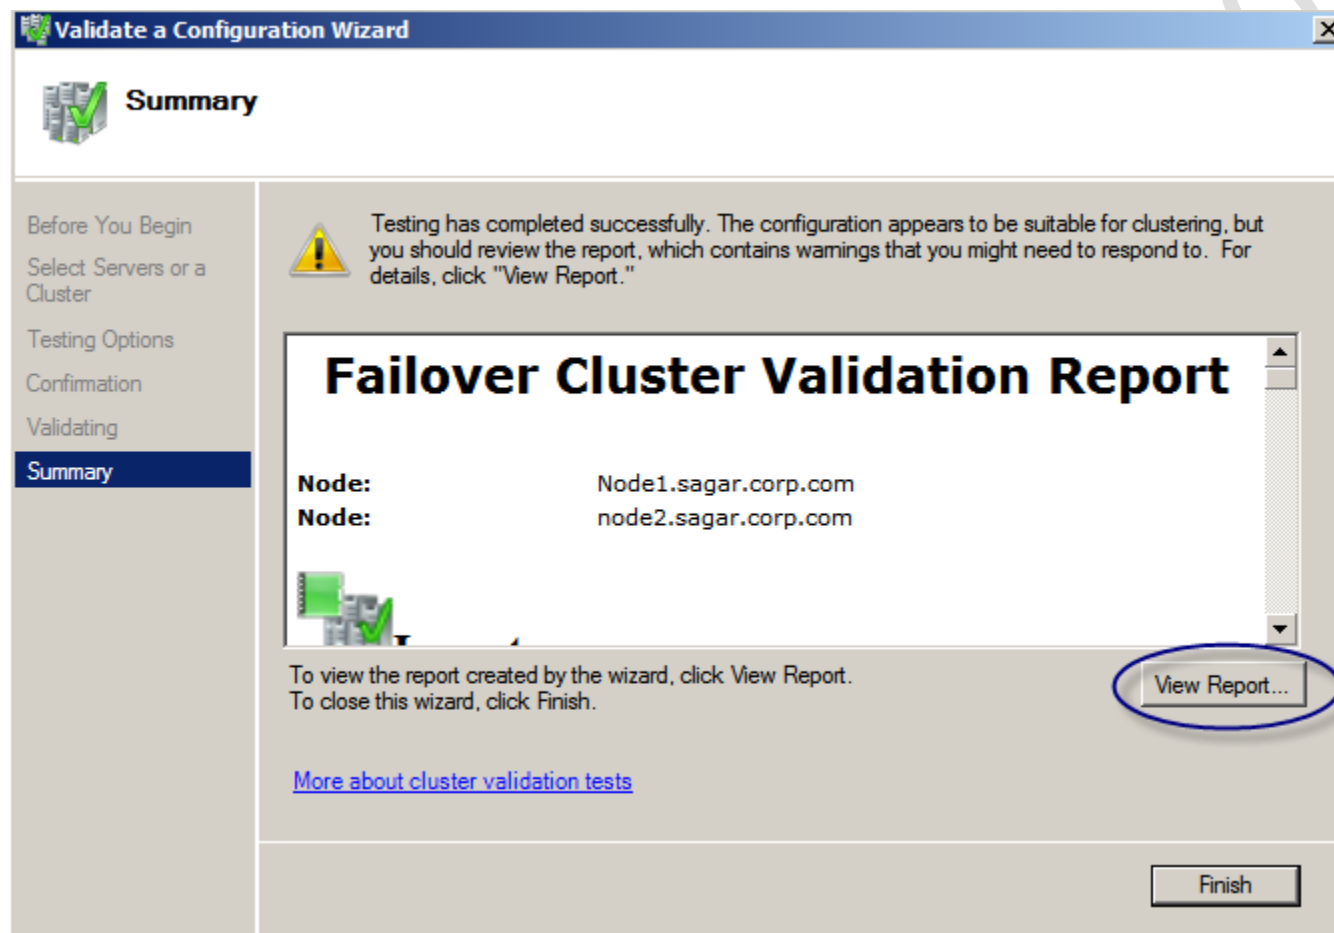 Validate a Configuration Wizard
Summary
Before You Begin
Select Servers or a
Cluster
Testing Options
Confirmation
Validating
Summary
Testing has completed successfully. The configuration appears to be suitable for clustering, but
you should review the report, which contains warnings that you might need to respond to. For
details, click "View Report."
Failover Cluster Validation Report
Node: Node1.sagar.corp.com
Node: node2.sagar.corp.com
To view the report created by the wizard, click View Report.
To close this wizard, click Finish.
View Report...
More about cluster validation tests
Finish